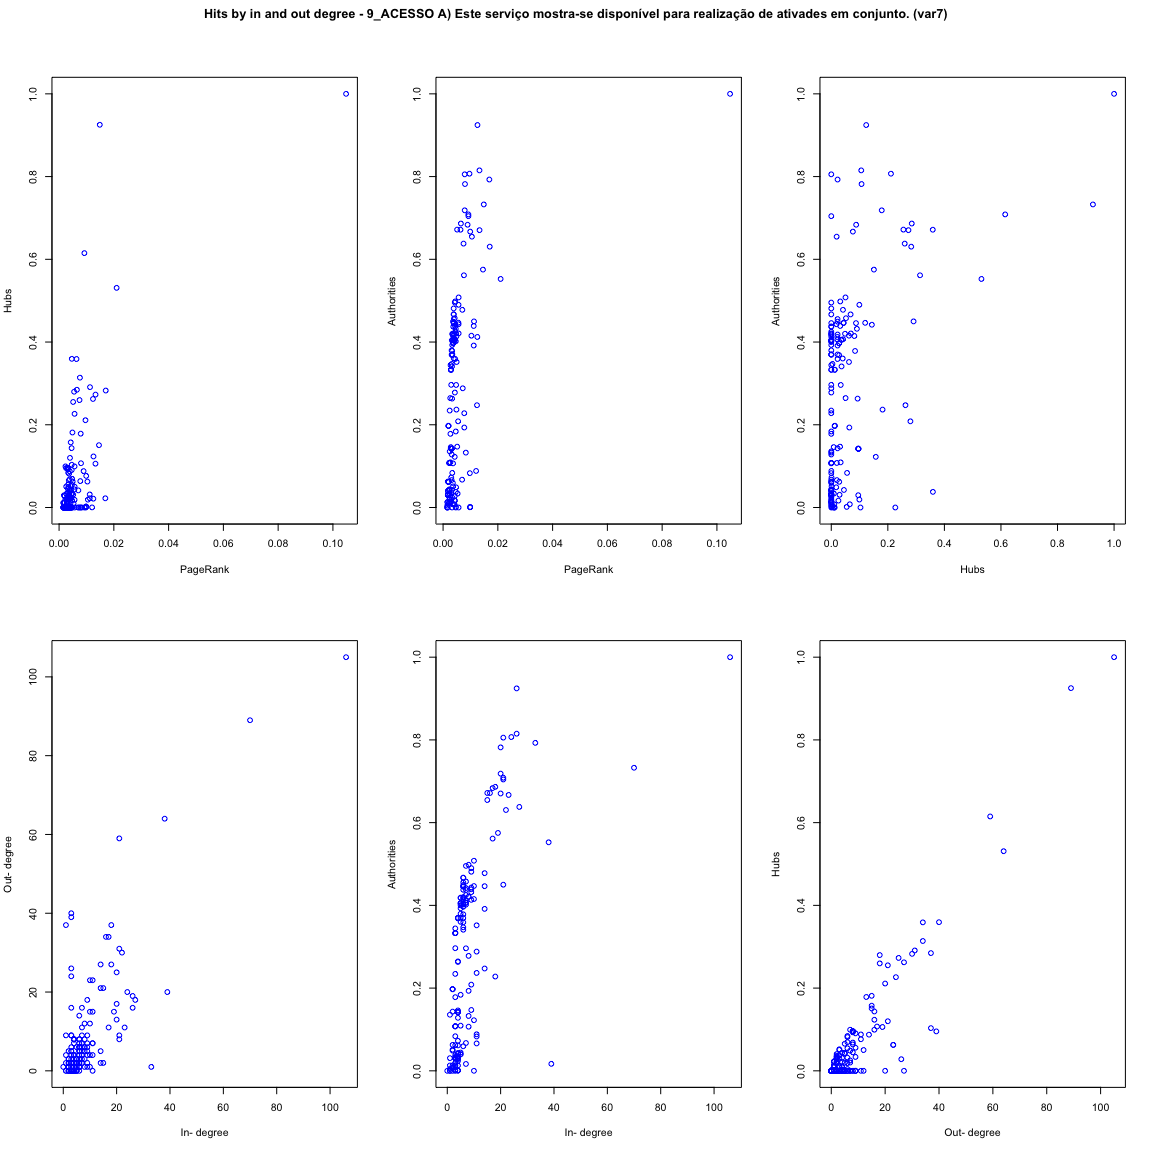 Hits by in and out degree - 9_ACESSO A) Este serviço mostra-se disponível para realização de ativades em conjunto. (var7)
Hubs
1.0
0.8
0.6
0.4
0.2
0.0
0.00 0.02 0.04 0.06 0.08 0.10
PageRank
Authorities
1.0
0.8
0.6
0.4
0.2
0.0
0.00 0.02 0.04 0.06 0.08 0.10
PageRank
Authorities
1.0
0.8
0.6
0.4
0.2
0.0
0.0 0.2 0.4 0.6 0.8 1.0
Hubs
Out- degree
100
80
60
40
20
0
0 20 40 60 80 100
In- degree
Authorities
1.0
0.8
0.6
0.4
0.2
0.0
0 20 40 60 80 100
In- degree
Hubs
1.0
0.8
0.6
0.4
0.2
0.0
0 20 40 60 80 100
Out- degree